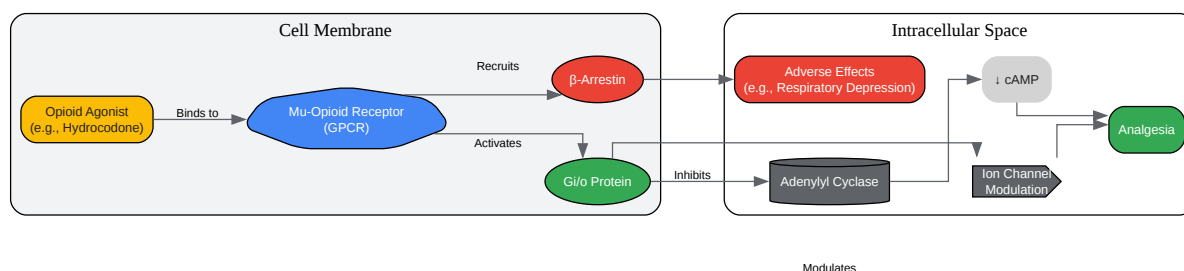 Cell Membrane
Intracellular Space
Recruits
β-Arrestin
Adverse Effects
(e.g., Respiratory Depression)
↓ cAMP
Opioid Agonist
(e.g., Hydrocodone)
Binds to
Mu-Opioid Receptor
(GPCR)
Analgesia
Activates
Gi/o Protein
Inhibits
Adenylyl Cyclase
Ion Channel
Modulation
Modulates